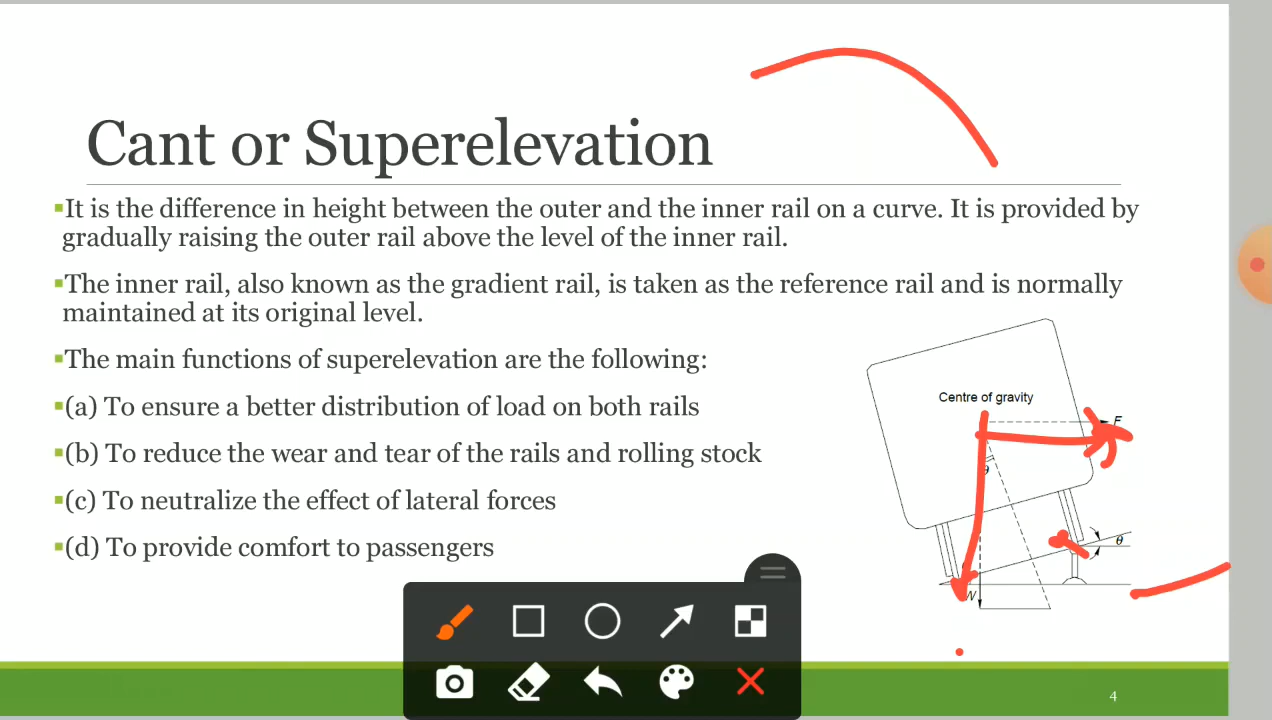 Cant or Superelevation
▪It is the difference in height between the outer and the inner rail on a curve. It is provided by
gradually raising the outer rail above the level of the inner rail.
▪The inner rail, also known as the gradient rail, is taken as the reference rail and is normally
maintained at its original level.
▪The main functions of superelevation are the following:
▪(a) To ensure a better distribution of load on both rails
▪(b) To reduce the wear and tear of the rails and rolling stock
▪(c) To neutralize the effect of lateral forces
▪(d) To provide comfort to passengers
Centre of gravity
F
θ
θ
W
4